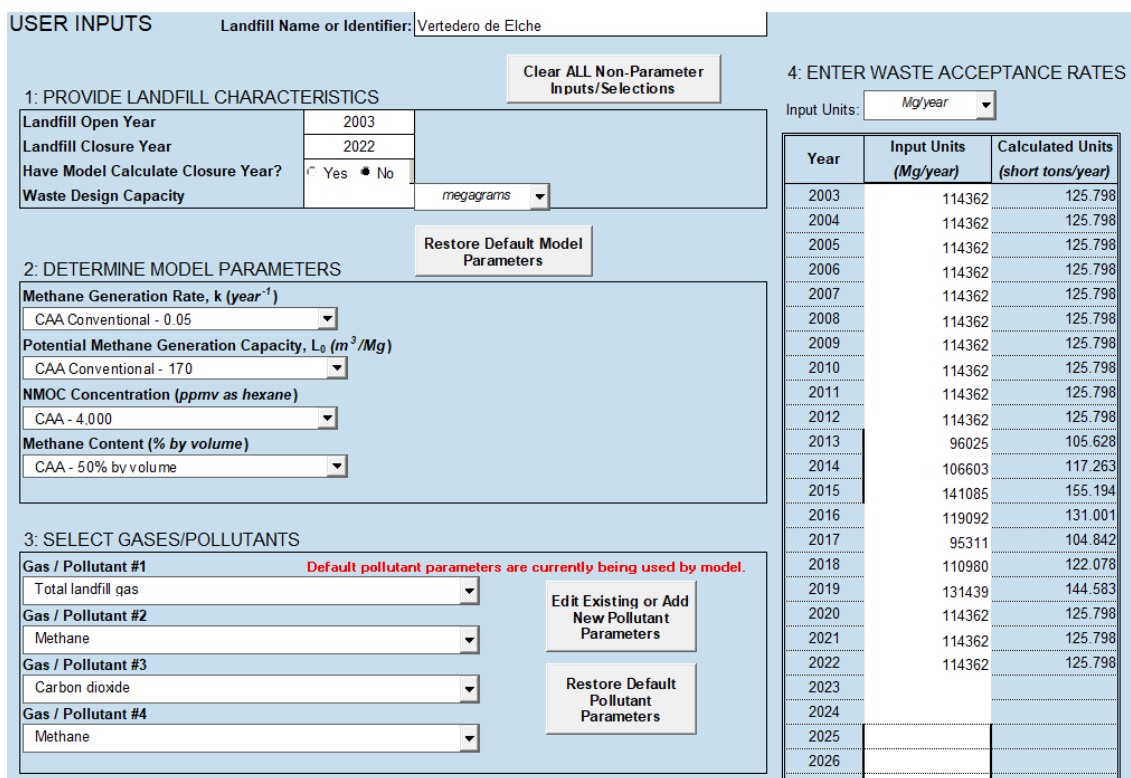 USER INPUTS Landfill Name or Identifier: Vertedero de Elche
Clear ALL Non-Parameter
Inputs/Selections
1: PROVIDE LANDFILL CHARACTERISTICS
Landfill Open Year 2003
Landfill Closure Year 2022
Have Model Calculate Closure Year? Yes No
Waste Design Capacity megagrams
Restore Default Model
Parameters
2: DETERMINE MODEL PARAMETERS
Methane Generation Rate, k (year⁻¹)
CAA Conventional - 0.05
Potential Methane Generation Capacity, L₀ (m³/Mg)
CAA Conventional - 170
NMOC Concentration (ppmv as hexane)
CAA - 4,000
Methane Content (% by volume)
CAA - 50% by volume
3: SELECT GASES/POLLUTANTS
Gas / Pollutant #1 Default pollutant parameters are currently being used by model.
Total landfill gas
Gas / Pollutant #2
Methane
Gas / Pollutant #3
Carbon dioxide
Gas / Pollutant #4
Methane
Edit Existing or Add
New Pollutant
Parameters
Restore Default
Pollutant
Parameters
4: ENTER WASTE ACCEPTANCE RATES
Input Units: Mg/year
Year Input Units Calculated Units
(Mg/year) (short tons/year)
2003 114362 125.798
2004 114362 125.798
2005 114362 125.798
2006 114362 125.798
2007 114362 125.798
2008 114362 125.798
2009 114362 125.798
2010 114362 125.798
2011 114362 125.798
2012 114362 125.798
2013 96025 105.628
2014 106603 117.263
2015 141085 155.194
2016 119092 131.001
2017 95311 104.842
2018 110980 122.078
2019 131439 144.583
2020 114362 125.798
2021 114362 125.798
2022 114362 125.798
2023
2024
2025
2026